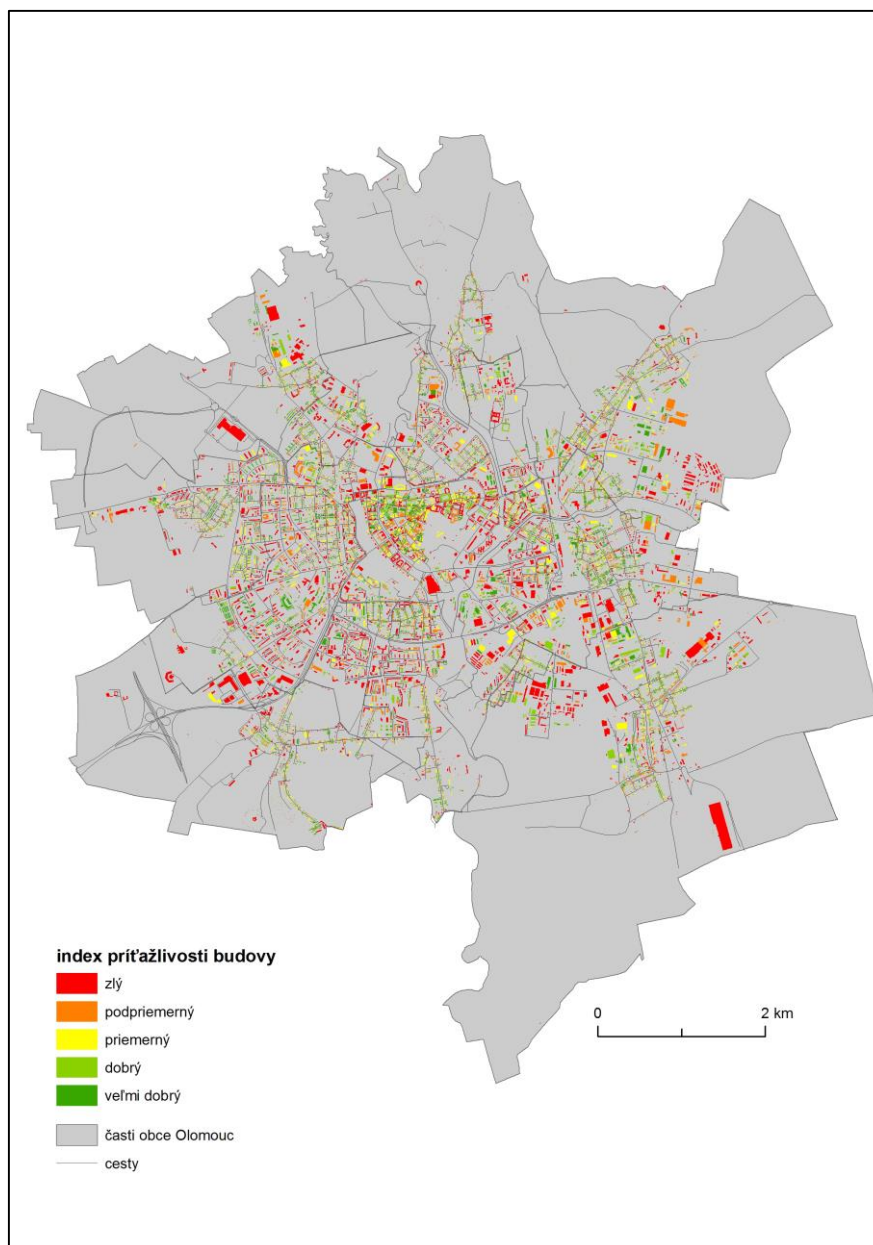 index príťažlivosti budovy
zlý
podpriemerný
priemerný
dobrý
veľmi dobrý
časti obce Olomouc
cesty
0 2 km